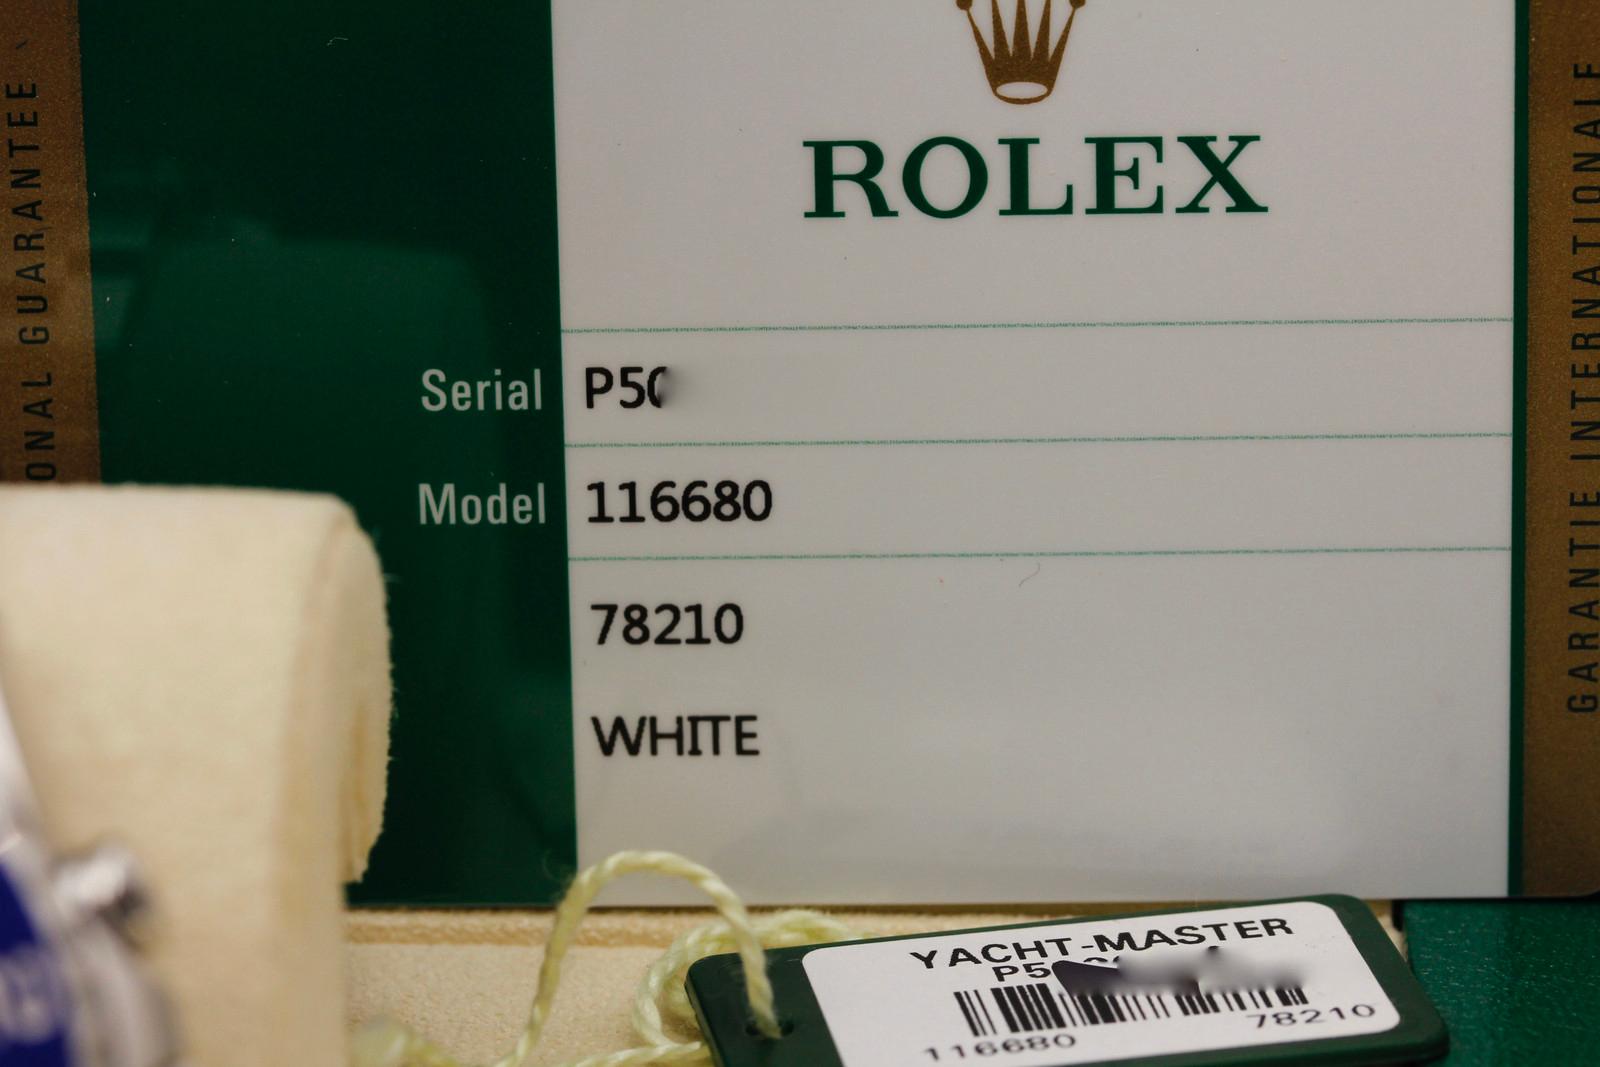 ONAL GUARANTEE
ROLEX
Serial P50
Model 116680
78210
WHITE
GARANTIE INTERNATIONALE
YACHT-MASTER
P5
78210
116680